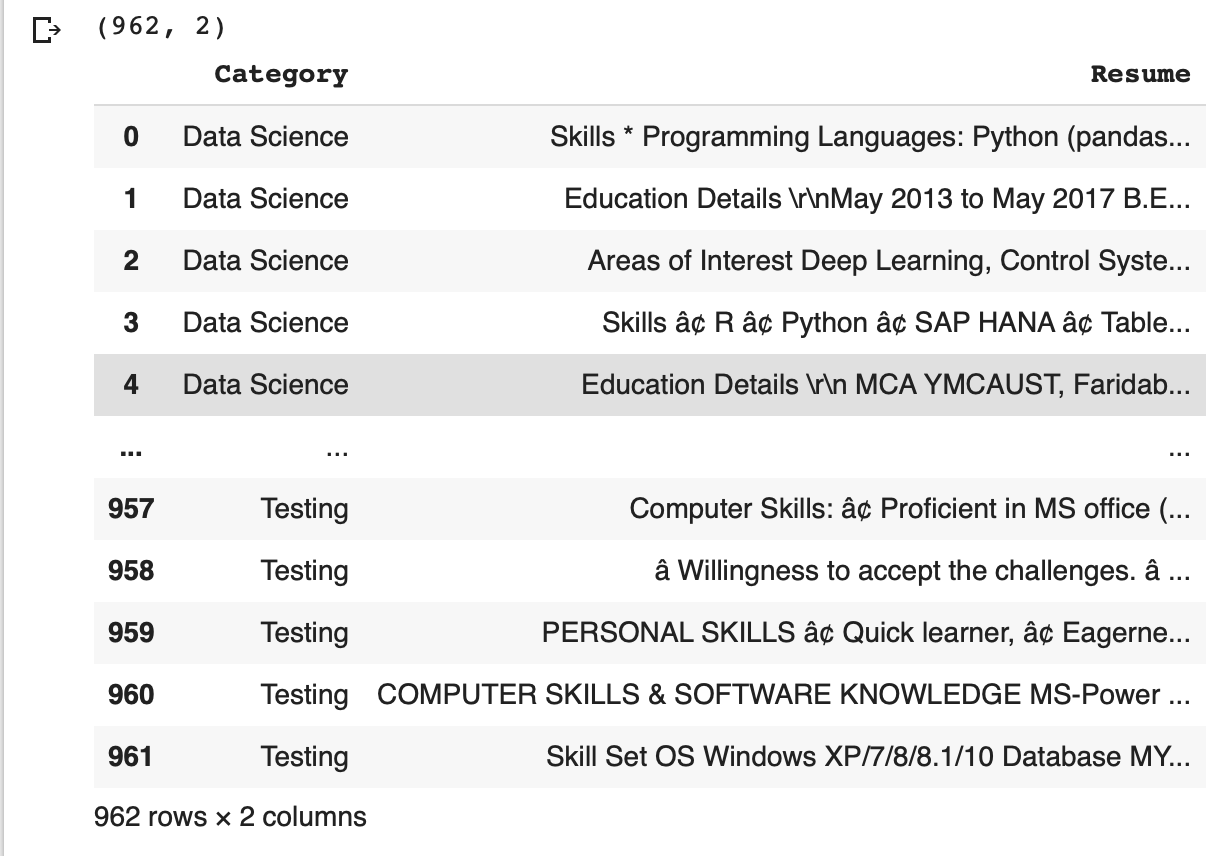 (962, 2)
Category Resume
0 Data Science Skills * Programming Languages: Python (pandas...
1 Data Science Education Details \r\nMay 2013 to May 2017 B.E...
2 Data Science Areas of Interest Deep Learning, Control Syste...
3 Data Science Skills â¢ R â¢ Python â¢ SAP HANA â¢ Table...
4 Data Science Education Details \r\n MCA YMCAUST, Faridab...
... ... ...
957 Testing Computer Skills: â¢ Proficient in MS office (...
958 Testing â Willingness to accept the challenges. â ...
959 Testing PERSONAL SKILLS â¢ Quick learner, â¢ Eagerne...
960 Testing COMPUTER SKILLS & SOFTWARE KNOWLEDGE MS-Power ...
961 Testing Skill Set OS Windows XP/7/8/8.1/10 Database MY...
962 rows × 2 columns